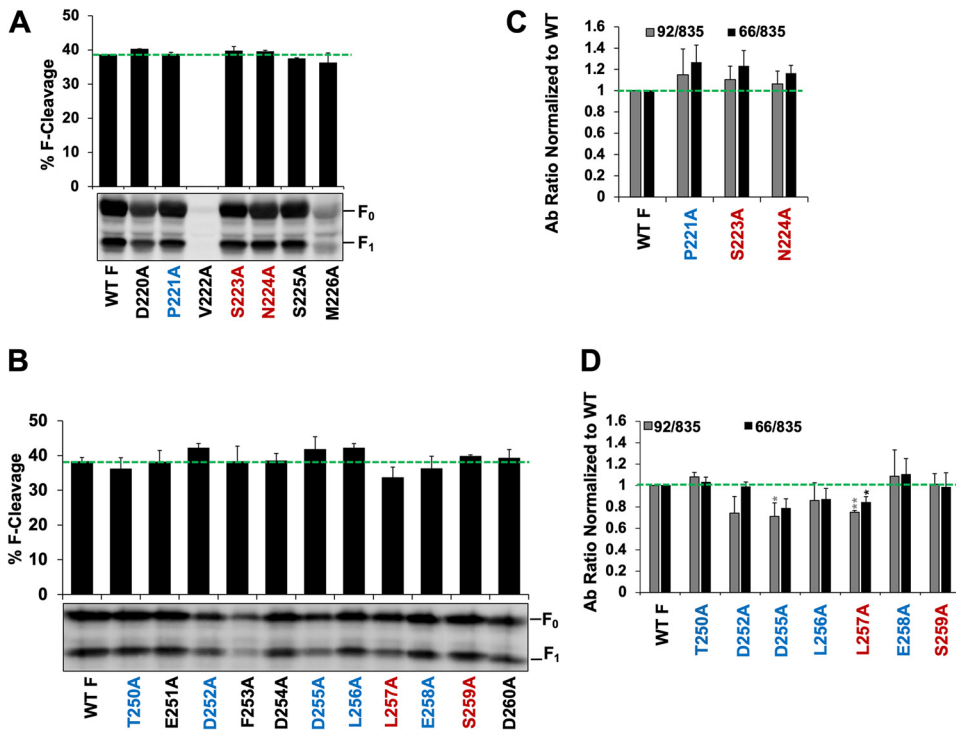 A
% F-Cleavage
50
40
30
20
10
0
F0
F1
WT F
D220A
P221A
V222A
S223A
N224A
S225A
M226A
C
Ab Ratio Normalized to WT
92/835 66/835
1.6
1.4
1.2
1
0.8
0.6
0.4
0.2
0
WT F
P221A
S223A
N224A
B
% F-Cleavage
50
40
30
20
10
0
F0
F1
WT F
T250A
E251A
D252A
F253A
D254A
D255A
L256A
L257A
E258A
S259A
D260A
D
Ab Ratio Normalized to WT
92/835 66/835
1.6
1.4
1.2
1
0.8
0.6
0.4
0.2
0
*
**
*
WT F
T250A
D252A
D255A
L256A
L257A
E258A
S259A